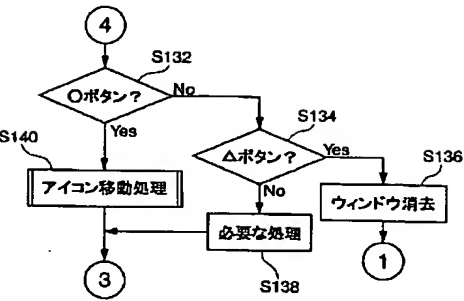 4
S132
○ボタン？
No
S134
Yes
S140
△ボタン？
Yes
S136
アイコン移動処理
No
ウィンドウ消去
必要な処理
3
S138
1